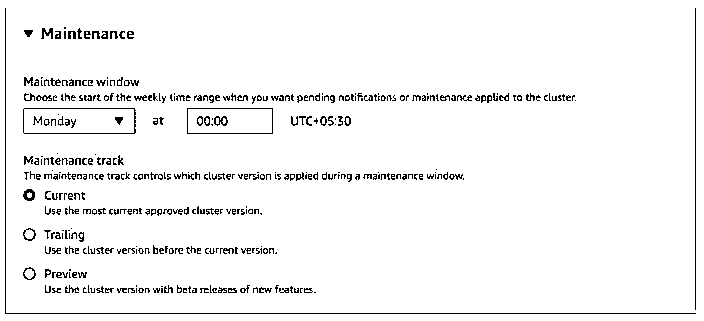 Maintenance
Maintenance window
Choose the start of the weekly time range when you want pending notifications or maintenance applied to the cluster.
Monday at 00:00 UTC+05:30
Maintenance track
The maintenance track controls which cluster version is applied during a maintenance window.
Current
Use the most current approved cluster version.
Trailing
Use the cluster version before the current version.
Preview
Use the cluster version with beta releases of new features.